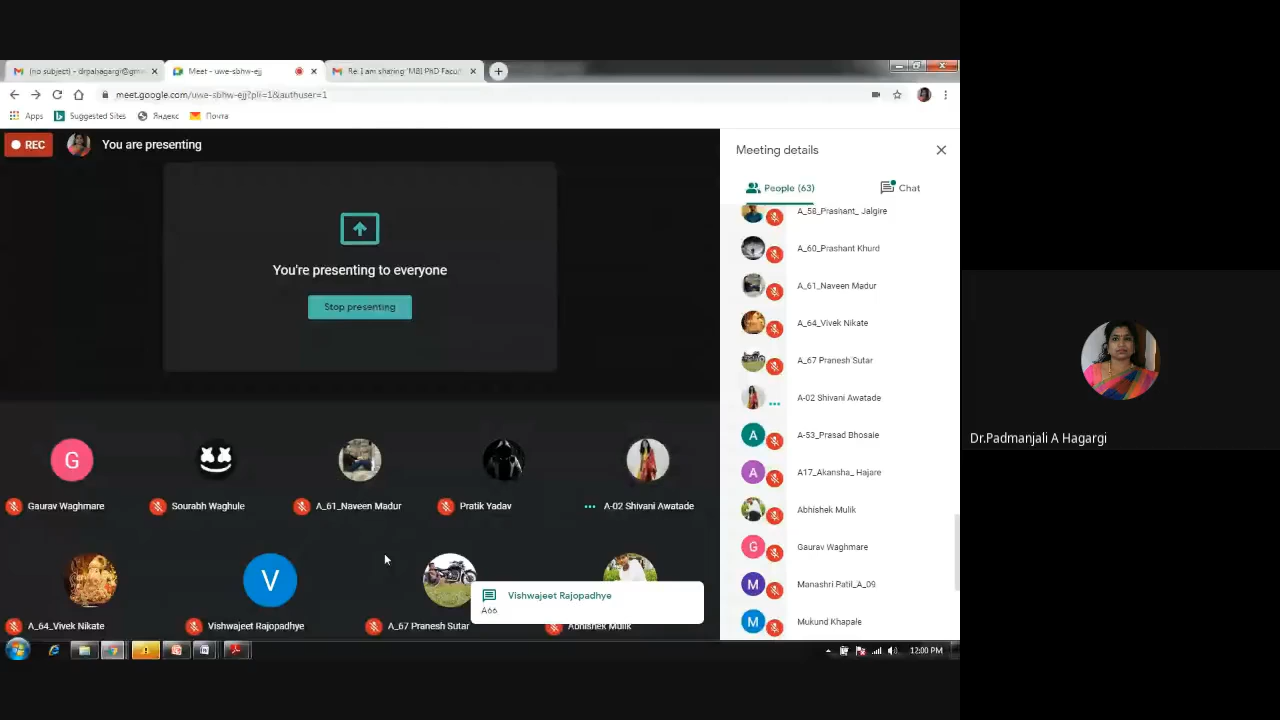 (no subject) - drpahagargi@gma
Meet - uwe-sbhw-ejj
Re: I am sharing 'MBI PhD Facul
meet.google.com/uwe-sbhw-ejj?pli=1&authuser=1
Apps
Suggested Sites
Яндекс
Почта
REC
You are presenting
Meeting details
People (63)
Chat
You're presenting to everyone
Stop presenting
A_58_Prashant_ Jalgire
A_60_Prashant Khurd
A_61_Naveen Madur
A_64_Vivek Nikate
A_67 Pranesh Sutar
A-02 Shivani Awatade
A-53_Prasad Bhosale
A17_Akansha_ Hajare
Abhishek Mulik
Gaurav Waghmare
Manashri Patil_A_09
Mukund Khapale
G
Gaurav Waghmare
Sourabh Waghule
A_61_Naveen Madur
Pratik Yadav
A-02 Shivani Awatade
A
A
G
M
M
V
A_64_Vivek Nikate
Vishwajeet Rajopadhye
A_67 Pranesh Sutar
Abhishek Mulik
Vishwajeet Rajopadhye
A66
12:00 PM
Dr.Padmanjali A Hagargi